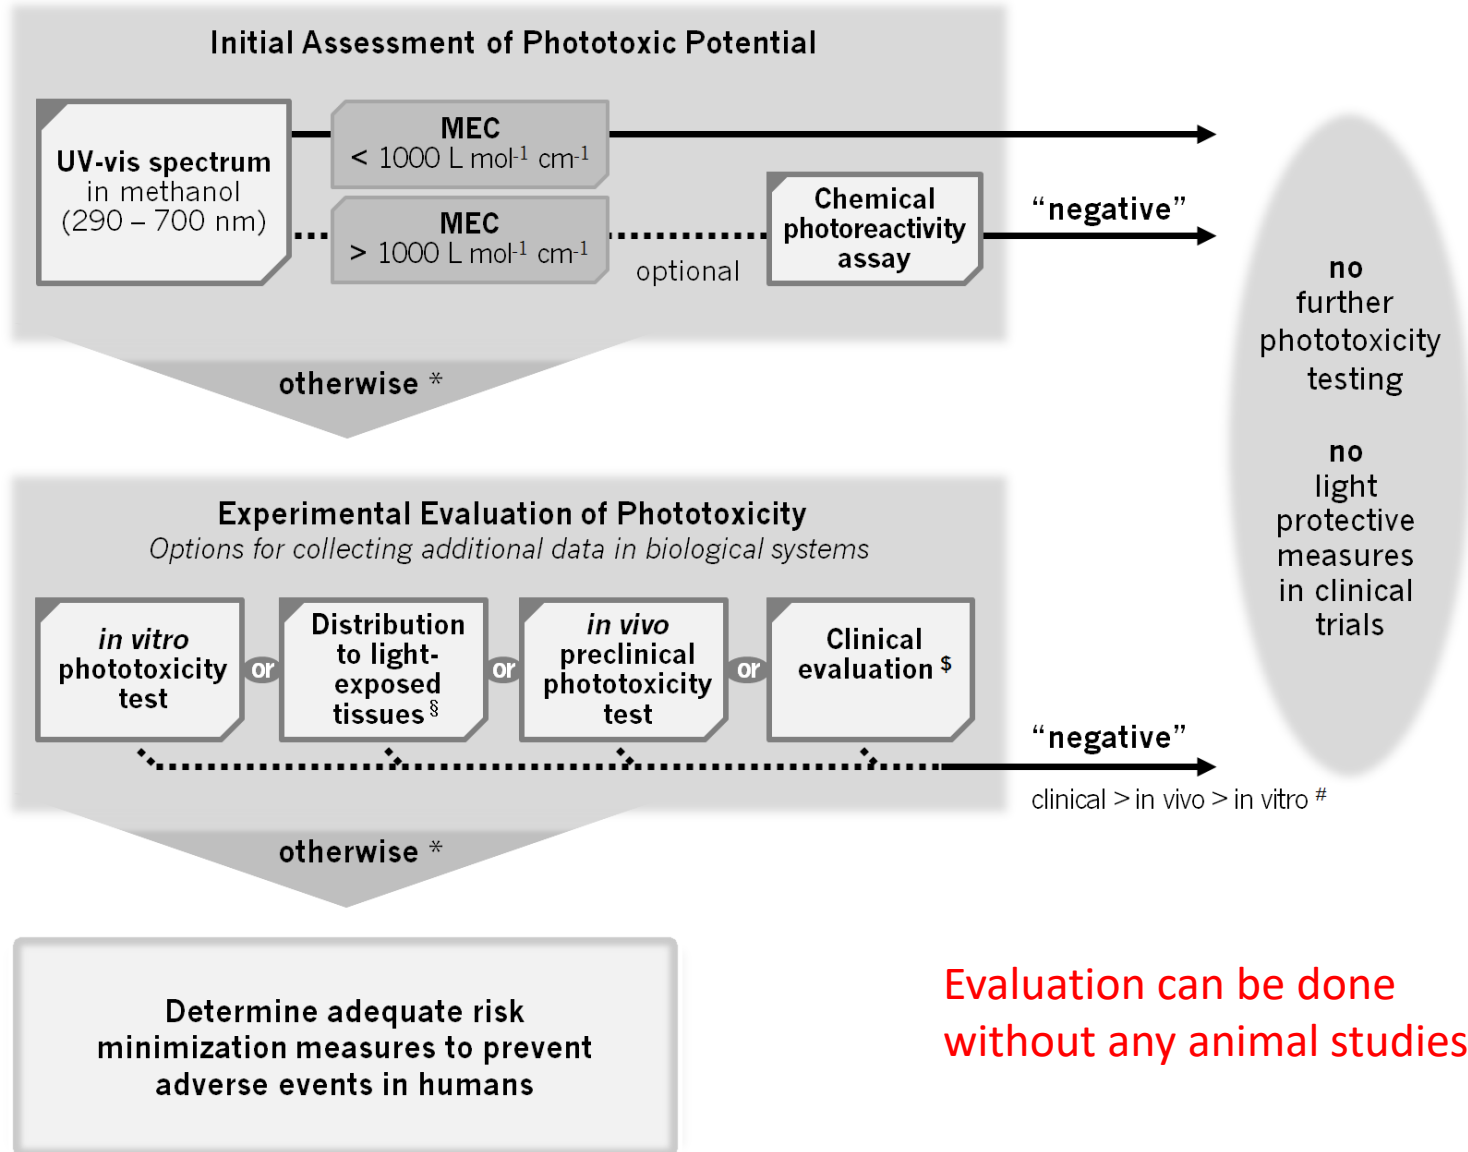 Initial Assessment of Phototoxic Potential
UV-vis spectrum
in methanol
(290 – 700 nm)
MEC
< 1000 L mol⁻¹ cm⁻¹
MEC
> 1000 L mol⁻¹ cm⁻¹
optional
Chemical
photoreactivity
assay
“negative”
no
further
phototoxicity
testing
no
light
protective
measures
in clinical
trials
otherwise *
Experimental Evaluation of Phototoxicity
Options for collecting additional data in biological systems
in vitro
phototoxicity
test
or
Distribution
to light-
exposed
tissues §
or
in vivo
preclinical
phototoxicity
test
or
Clinical
evaluation $
“negative”
clinical > in vivo > in vitro #
otherwise *
Determine adequate risk
minimization measures to prevent
adverse events in humans
Evaluation can be done
without any animal studies